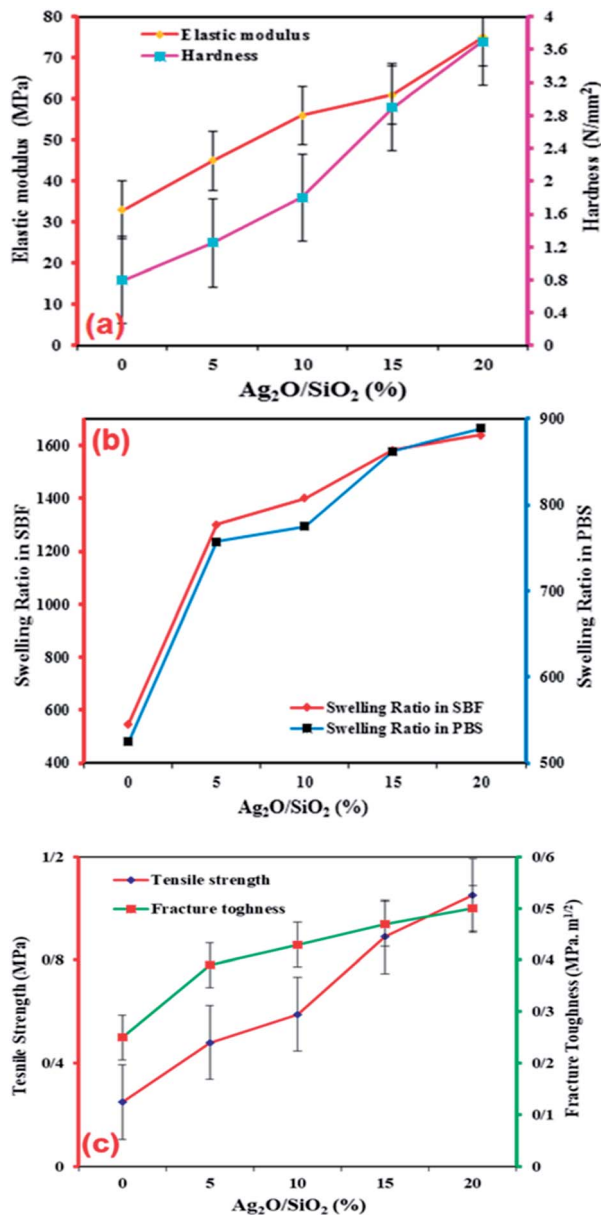 80
70
60
50
40
30
20
10
0
Elastic modulus (MPa)
Elastic modulus
Hardness
4
3.6
3.2
2.8
2.4
2
1.6
1.2
0.8
0.4
0
Hardness (N/mm²)
(a)
0 5 10 15 20
Ag₂O/SiO₂ (%)
(b)
1600
1400
1200
1000
800
600
400
Swelling Ratio in SBF
900
800
700
600
500
Swelling Ratio in PBS
Swelling Ratio in SBF
Swelling Ratio in PBS
0 5 10 15 20
Ag₂O/SiO₂ (%)
1/2
0/8
0/4
0
Tesnile Strength (MPa)
Tensile strength
Fracture toghness
0/6
0/5
0/4
0/3
0/2
0/1
0
Fracture Toughness (MPa. m¹/²)
(c)
0 5 10 15 20
Ag₂O/SiO₂ (%)